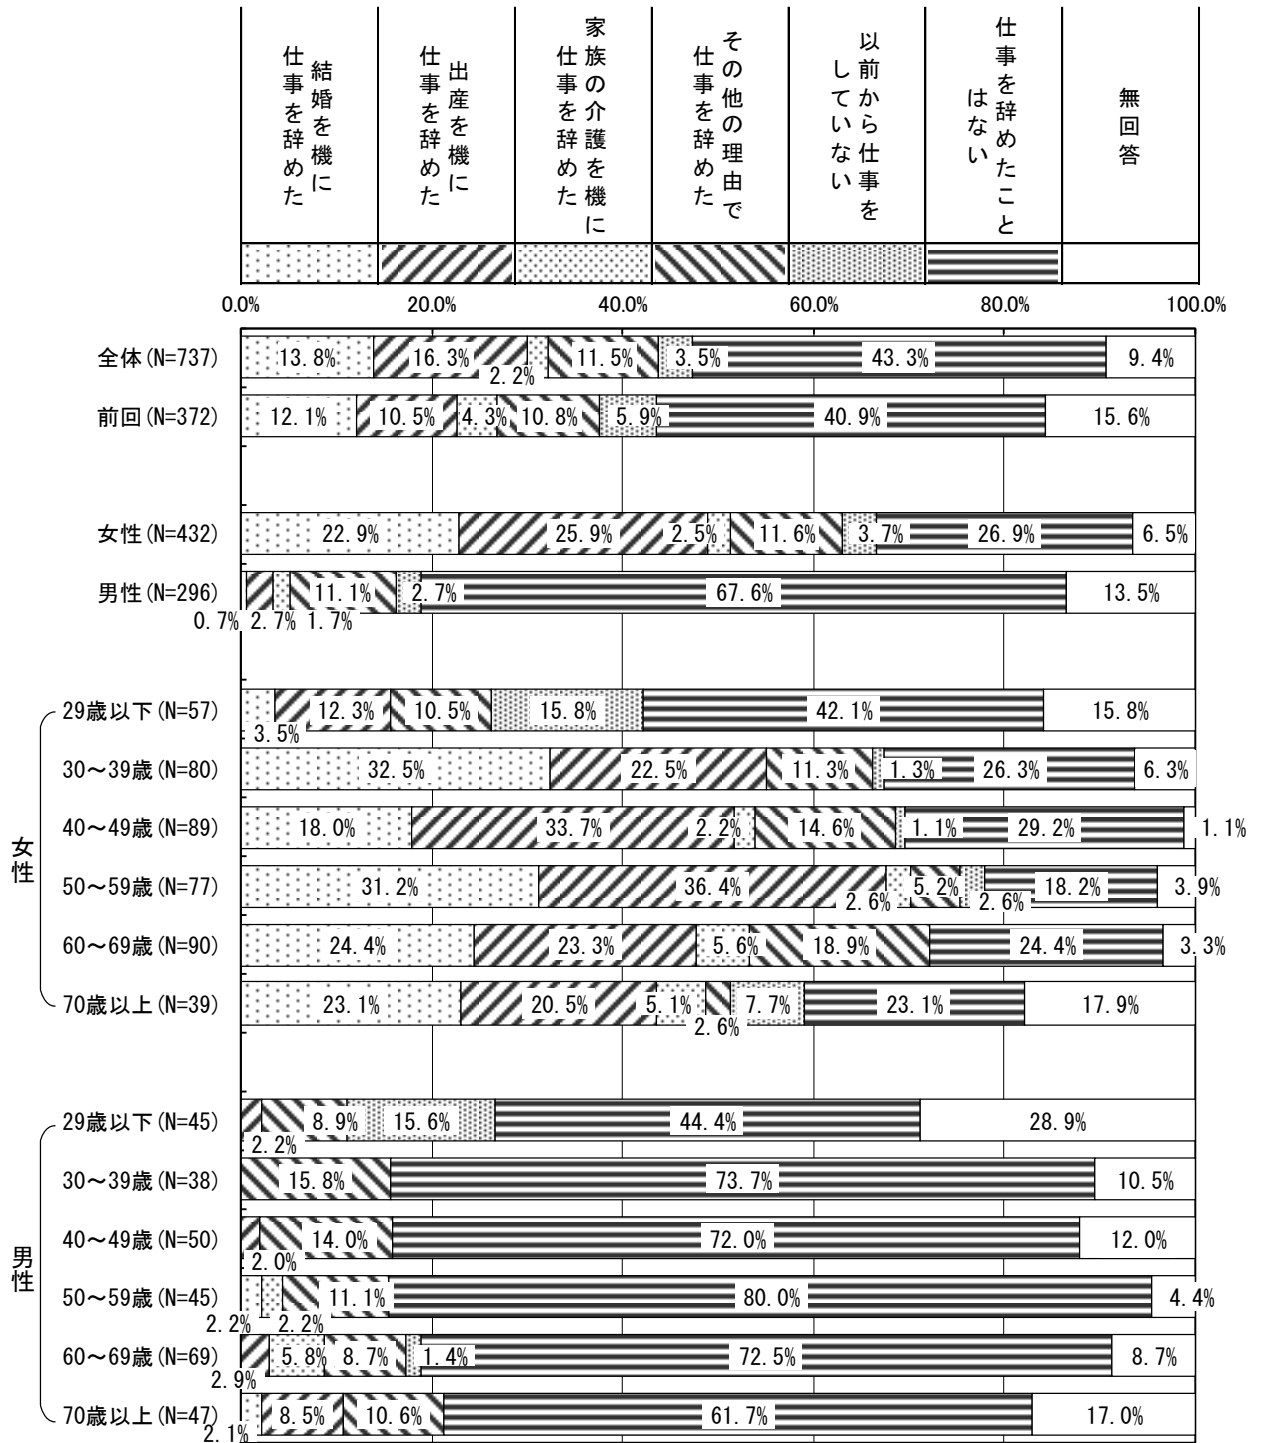 結婚を機に
仕事を辞めた
出産を機に
仕事を辞めた
家族の介護を機に
仕事を辞めた
その他の理由で
仕事を辞めた
以前から仕事を
していない
仕事を辞めたこと
はない
無回答
0.0% 20.0% 40.0% 60.0% 80.0% 100.0%
全体(N=737) 13.8% 16.3% 2.2% 11.5% 3.5% 43.3% 9.4%
前回(N=372) 12.1% 10.5% 4.3% 10.8% 5.9% 40.9% 15.6%
女性(N=432) 22.9% 25.9% 2.5% 11.6% 3.7% 26.9% 6.5%
男性(N=296) 0.7% 2.7% 1.7% 11.1% 2.7% 67.6% 13.5%
女性
29歳以下(N=57) 3.5% 12.3% 10.5% 15.8% 42.1% 15.8%
30～39歳(N=80) 32.5% 22.5% 11.3% 1.3% 26.3% 6.3%
40～49歳(N=89) 18.0% 33.7% 2.2% 14.6% 1.1% 29.2% 1.1%
50～59歳(N=77) 31.2% 36.4% 2.6% 5.2% 2.6% 18.2% 3.9%
60～69歳(N=90) 24.4% 23.3% 5.6% 18.9% 24.4% 3.3%
70歳以上(N=39) 23.1% 20.5% 5.1% 2.6% 7.7% 23.1% 17.9%
男性
29歳以下(N=45) 2.2% 8.9% 15.6% 44.4% 28.9%
30～39歳(N=38) 15.8% 73.7% 10.5%
40～49歳(N=50) 2.0% 14.0% 72.0% 12.0%
50～59歳(N=45) 2.2% 2.2% 11.1% 80.0% 4.4%
60～69歳(N=69) 2.9% 5.8% 8.7% 1.4% 72.5% 8.7%
70歳以上(N=47) 2.1% 8.5% 10.6% 61.7% 17.0%